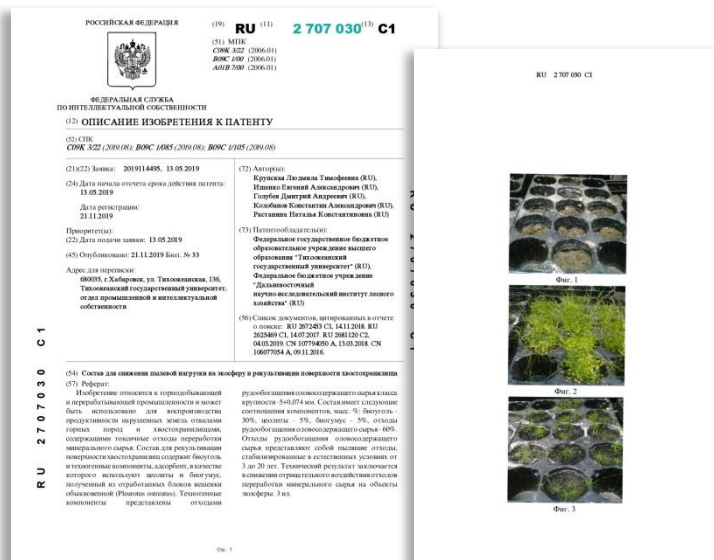 РОССИЙСКАЯ ФЕДЕРАЦИЯ
ФЕДЕРАЛЬНАЯ СЛУЖБА
ПО ИНТЕЛЛЕКТУАЛЬНОЙ СОБСТВЕННОСТИ
(19) RU (11) 2 707 030 (13) C1
(51) МПК
C09K 3/22 (2006.01)
B09C 1/00 (2006.01)
A01B 7/00 (2006.01)
(12) ОПИСАНИЕ ИЗОБРЕТЕНИЯ К ПАТЕНТУ
(52) СПК
C09K 3/22 (2019.08); B09C 1/085 (2019.08); B09C 1/105 (2019.08)
(21)(22) Заявка: 2019114495, 13.05.2019
(24) Дата начала отсчета срока действия патента:
13.05.2019
Дата регистрации:
21.11.2019
Приоритет(ы):
(22) Дата подачи заявки: 13.05.2019
(45) Опубликовано: 21.11.2019 Бюл. № 33
Адрес для переписки:
680035, г.Хабаровск, ул. Тихоокеанская, 136,
Тихоокеанский государственный университет,
отдел промышленной и интеллектуальной
собственности
(72) Автор(ы):
Крупская Людмила Тимофеевна (RU),
Ищенко Евгений Александрович (RU),
Голубев Дмитрий Андреевич (RU),
Колобанов Константин Александрович (RU),
Растанина Наталья Константиновна (RU)
(73) Патентообладатель(и):
Федеральное государственное бюджетное
образовательное учреждение высшего
образования "Тихоокеанский
государственный университет" (RU),
Федеральное бюджетное учреждение
"Дальневосточный
научно-исследовательский институт лесного
хозяйства" (RU)
(56) Список документов, цитированных в отчете
о поиске: RU 2672453 C1, 14.11.2018. RU
2625469 C1, 14.07.2017. RU 2681120 C2,
04.03.2019. CN 107794050 A, 13.03.2018. CN
106077054 A, 09.11.2016.
(54) Состав для снижения пылевой нагрузки на экосферу и рекультивации поверхности хвостохранилища
(57) Реферат:
Изобретение относится к горнодобывающей
и перерабатывающей промышленности и может
быть использовано для воспроизводства
продуктивности нарушенных земель отвалами
горных пород и хвостохранилищами,
содержащими токсичные отходы переработки
минерального сырья. Состав для рекультивации
поверхности хвостохранилищ содержит биоуголь
и техногенные компоненты, адсорбент, в качестве
которого используют цеолиты и биогумус,
полученный из отработанных блоков вешенки
обыкновенной (Pleurotus ostreatus). Техногенные
компоненты представлены отходами
рудообогащения оловосодержащего сырья класса
крупности -5+0,074 мм. Состав имеет следующие
соотношения компонентов, масс. %: биоуголь -
30%, цеолиты - 5%, биогумус - 5%, отходы
рудообогащения оловосодержащего сырья - 60%.
Отходы рудообогащения оловосодержащего
сырья представляют собой пылящие отходы,
стабилизированные в естественных условиях от
3 до 20 лет. Технический результат заключается
в снижении отрицательного воздействия отходов
переработки минерального сырья на объекты
экосферы. 3 ил.
RU 2707030 C1
RU 2 707 030 C1
Фиг. 1
Фиг. 2
Фиг. 3